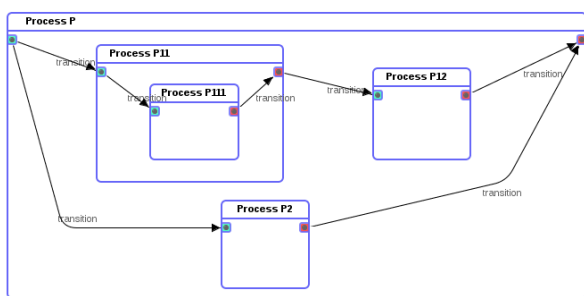 Process P
Process P11
transition
Process P111
transition
transition
transition
Process P12
transition
Process P2
transition
transition